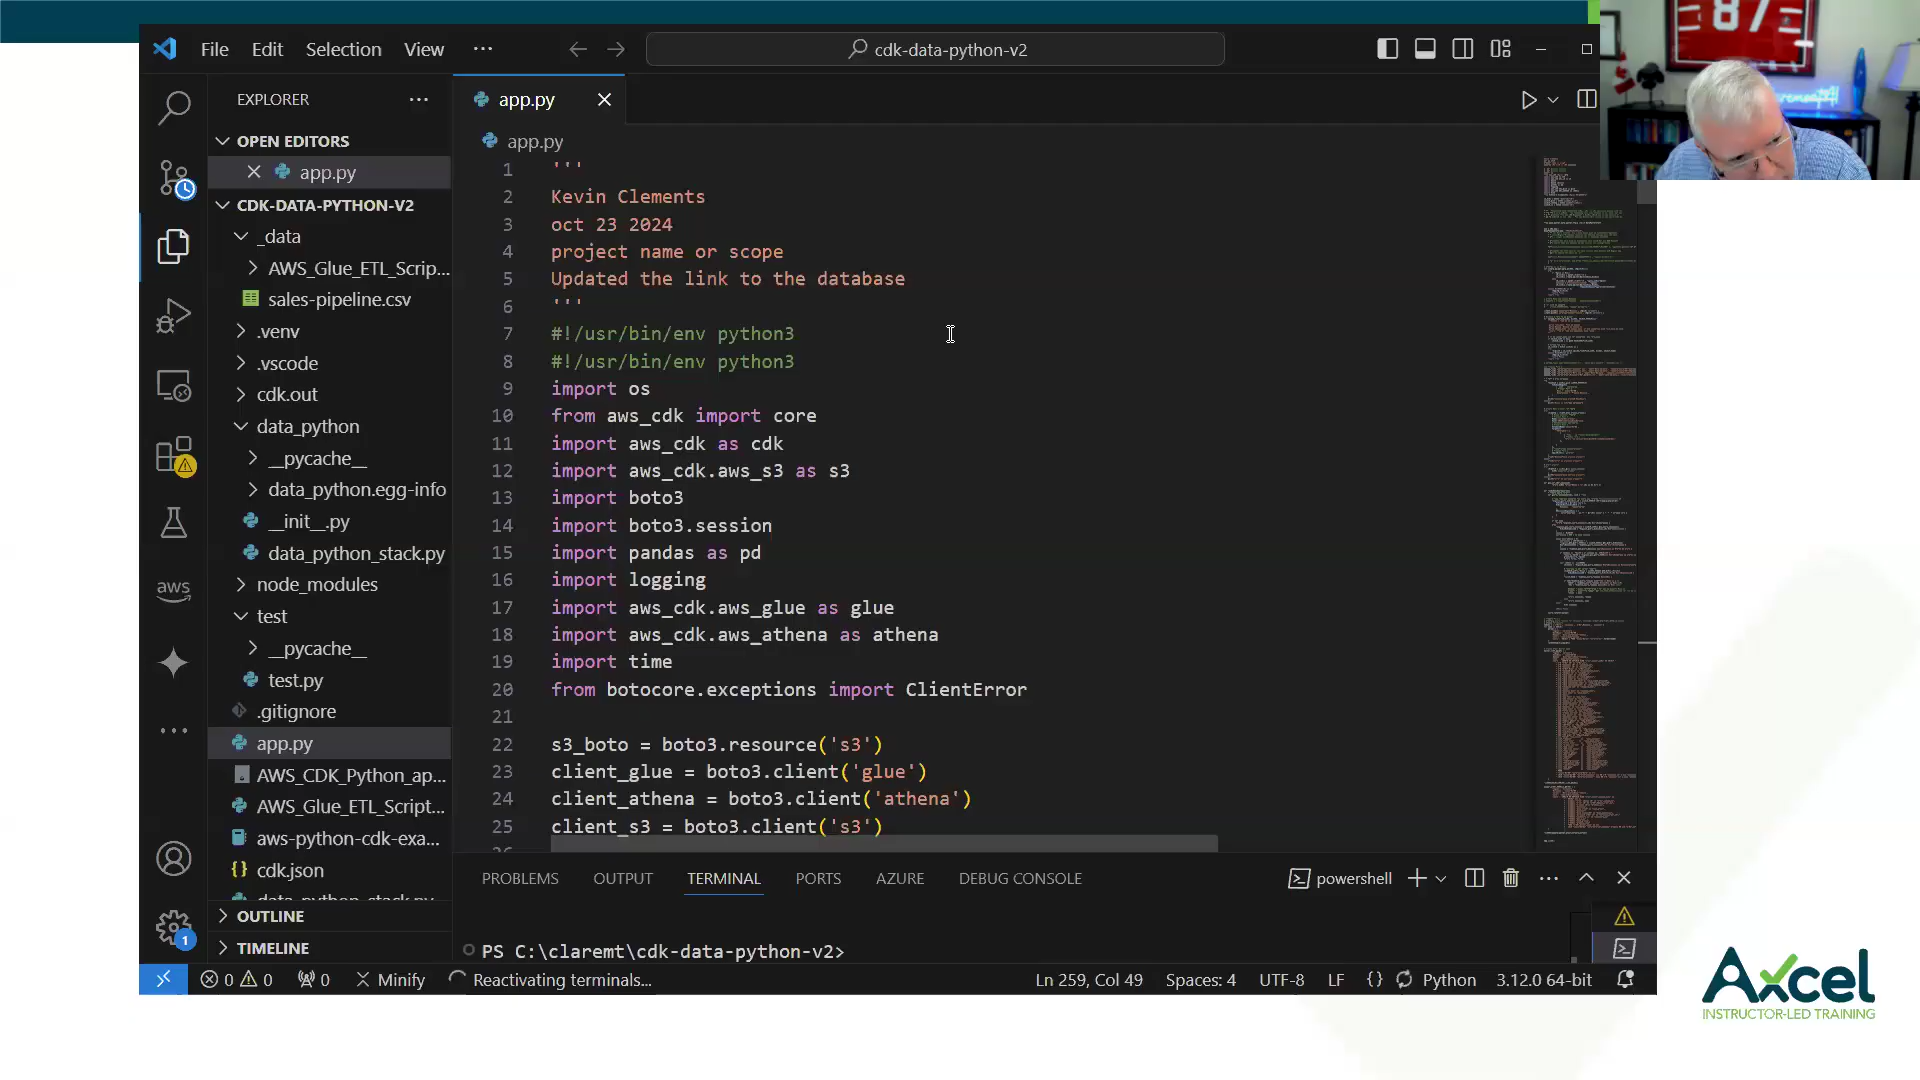 File Edit Selection View ...
cdk-data-python-v2
87
EXPLORER
OPEN EDITORS
app.py
CDK-DATA-PYTHON-V2
_data
AWS_Glue_ETL_Scrip...
sales-pipeline.csv
.venv
.vscode
cdk.out
data_python
__pycache__
data_python.egg-info
__init__.py
data_python_stack.py
node_modules
test
__pycache__
test.py
.gitignore
app.py
AWS_CDK_Python_ap...
AWS_Glue_ETL_Script...
aws-python-cdk-exa...
cdk.json
data_python_stack.py
OUTLINE
TIMELINE
aws
1
app.py
app.py
1 '''
2 Kevin Clements
3 oct 23 2024
4 project name or scope
5 Updated the link to the database
6 '''
7 #!/usr/bin/env python3
8 #!/usr/bin/env python3
9 import os
10 from aws_cdk import core
11 import aws_cdk as cdk
12 import aws_cdk.aws_s3 as s3
13 import boto3
14 import boto3.session
15 import pandas as pd
16 import logging
17 import aws_cdk.aws_glue as glue
18 import aws_cdk.aws_athena as athena
19 import time
20 from botocore.exceptions import ClientError
21
22 s3_boto = boto3.resource('s3')
23 client_glue = boto3.client('glue')
24 client_athena = boto3.client('athena')
25 client_s3 = boto3.client('s3')
PROBLEMS OUTPUT TERMINAL PORTS AZURE DEBUG CONSOLE
powershell
PS C:\claremt\cdk-data-python-v2>
0 0 0 Minify Reactivating terminals... Ln 259, Col 49 Spaces: 4 UTF-8 LF {} Python 3.12.0 64-bit
Axcel
INSTRUCTOR-LED TRAINING